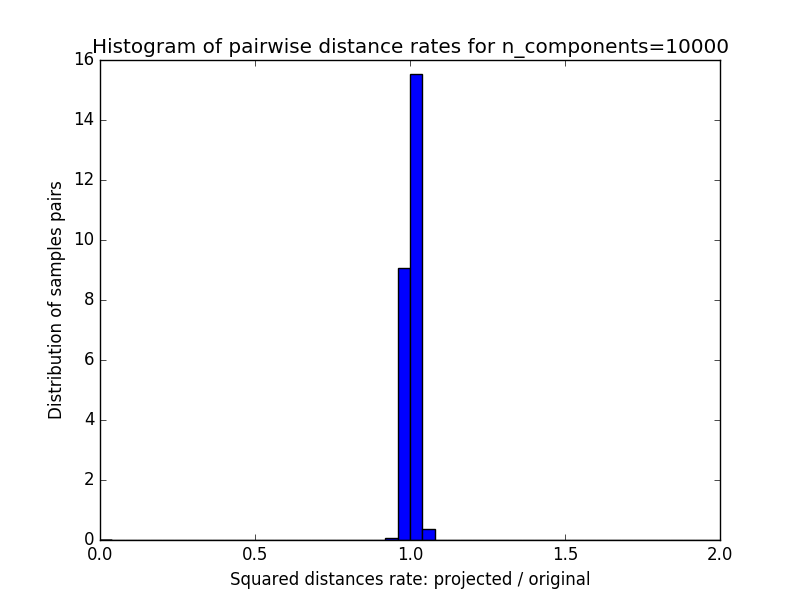 Histogram of pairwise distance rates for n_components=10000
16
14
12
10
8
6
4
2
0
Distribution of samples pairs
0.0 0.5 1.0 1.5 2.0
Squared distances rate: projected / original